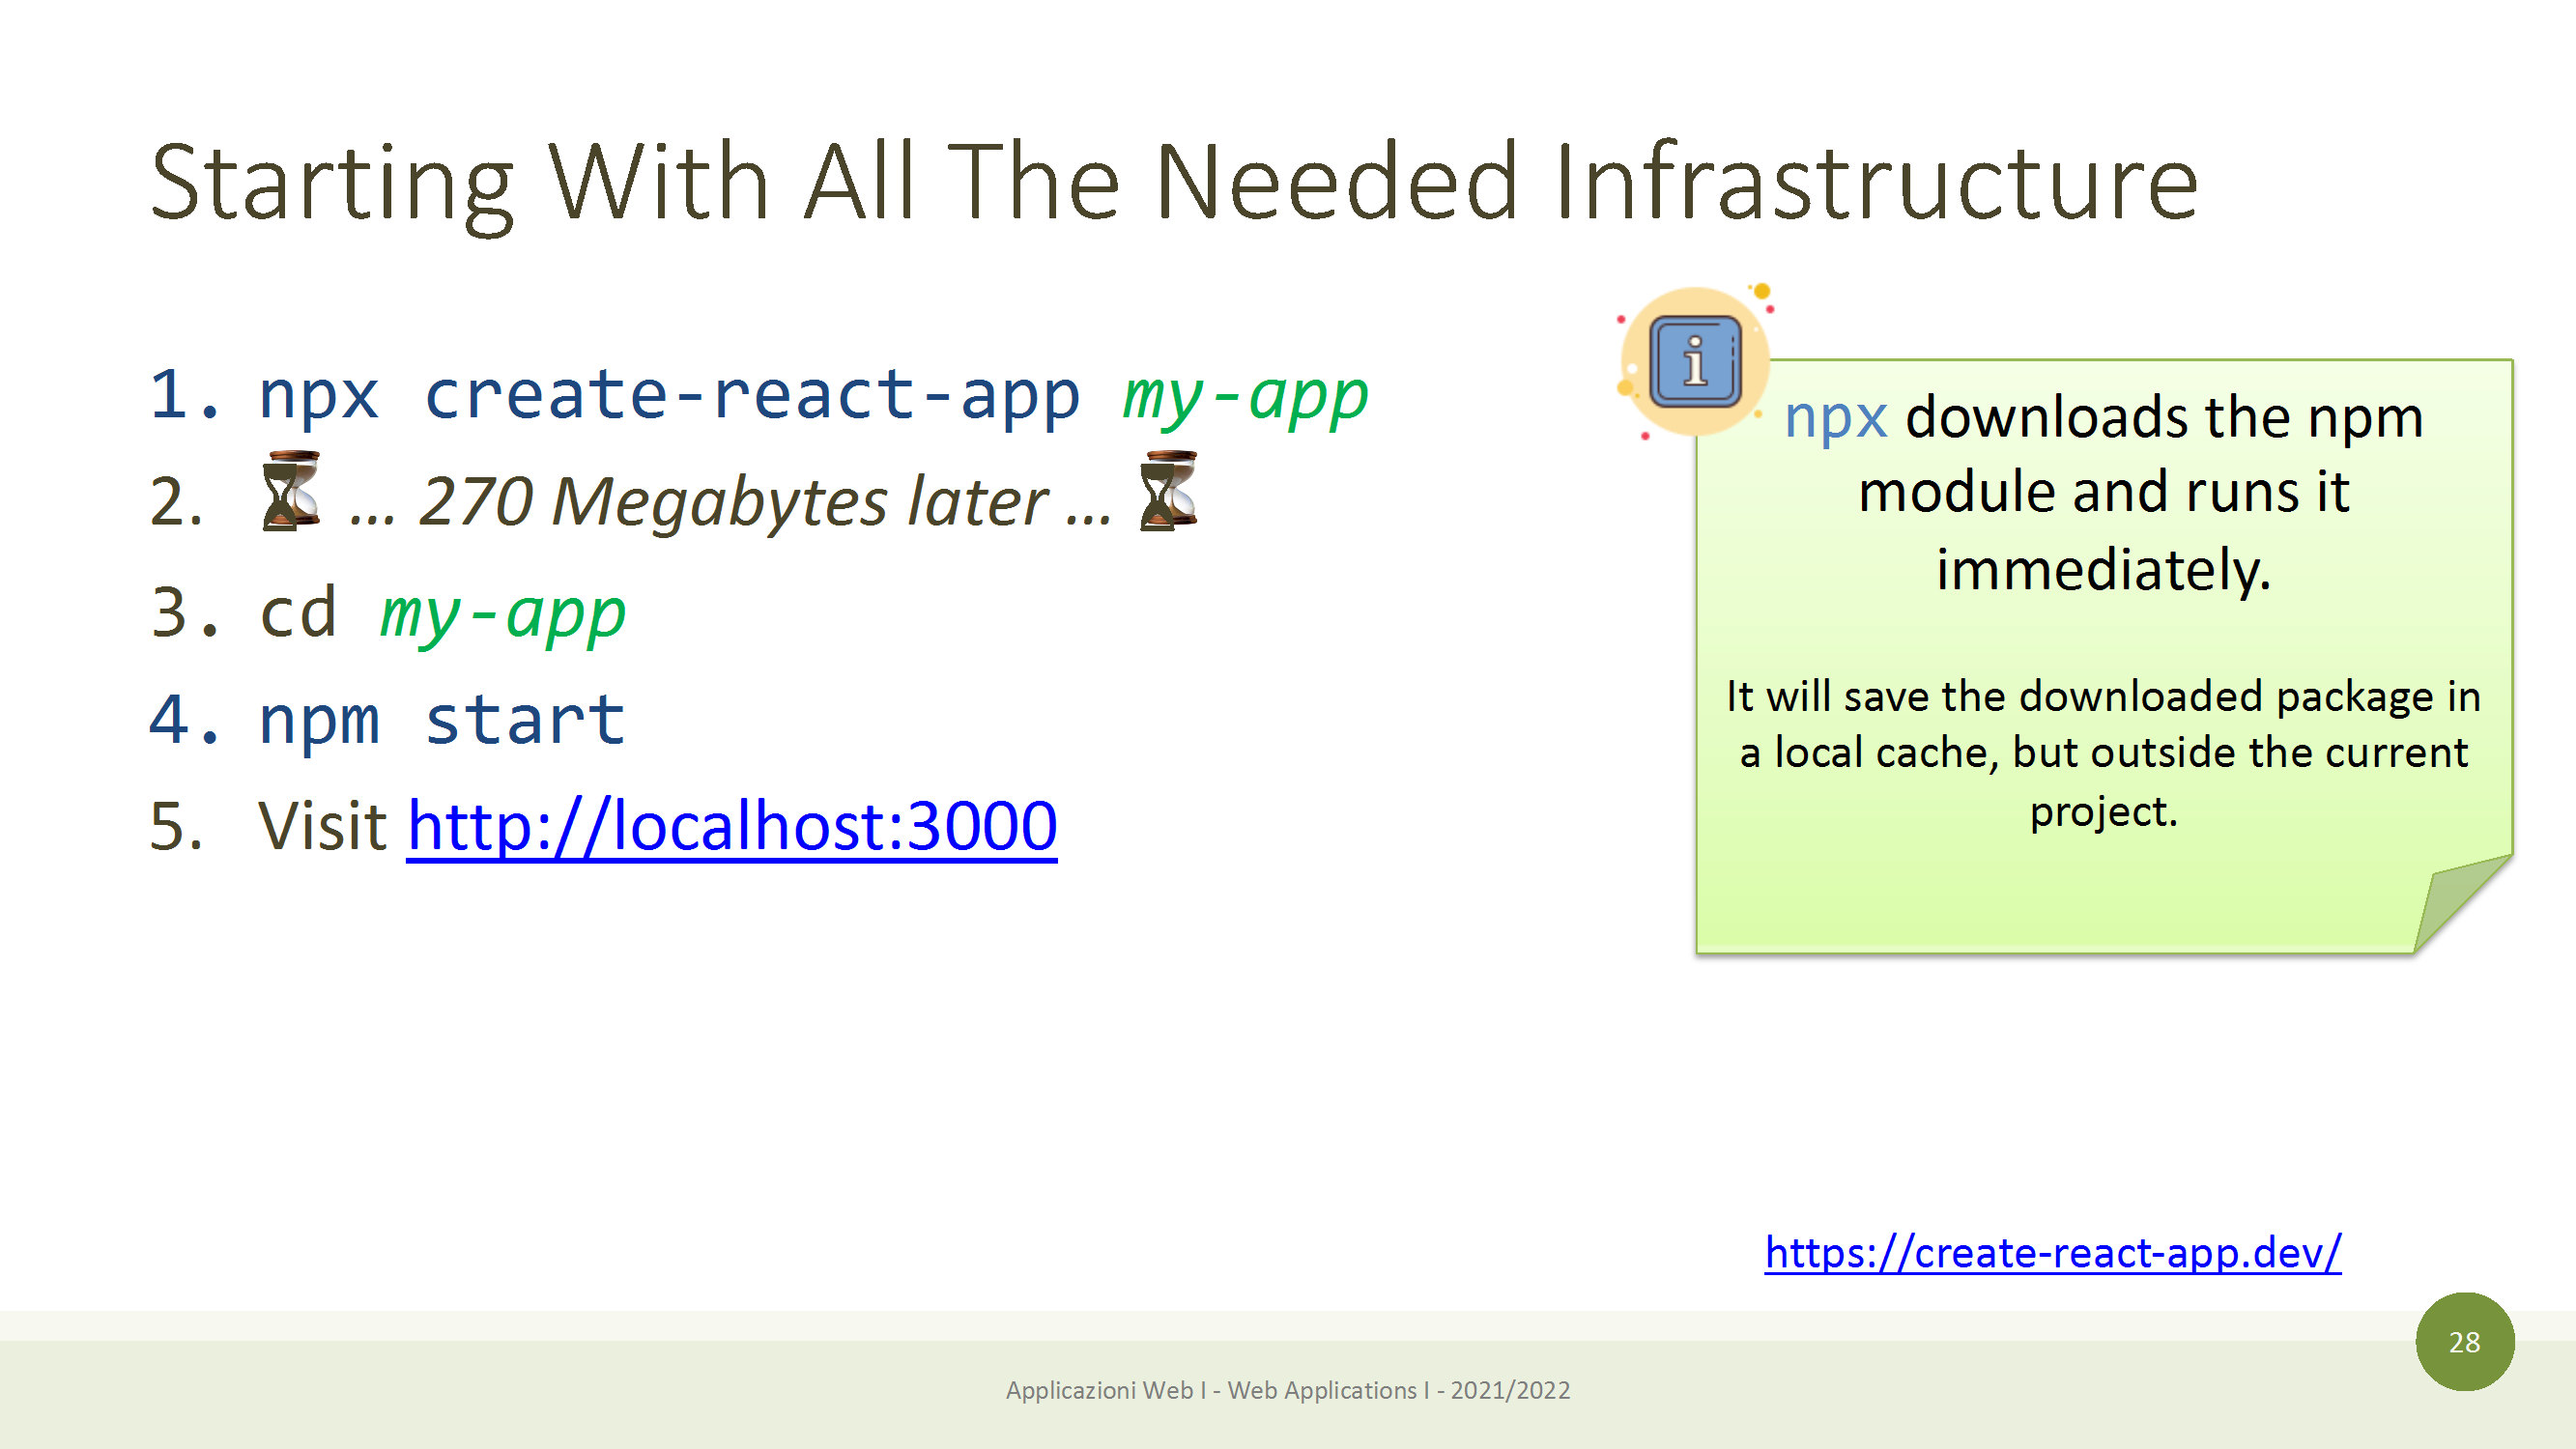 Starting With All The Needed Infrastructure
1. npx create-react-app my-app
2. ⏳ … 270 Megabytes later … ⏳
3. cd my-app
4. npm start
5. Visit http://localhost:3000
i
npx downloads the npm
module and runs it
immediately.
It will save the downloaded package in
a local cache, but outside the current
project.
https://create-react-app.dev/
28
Applicazioni Web I - Web Applications I - 2021/2022